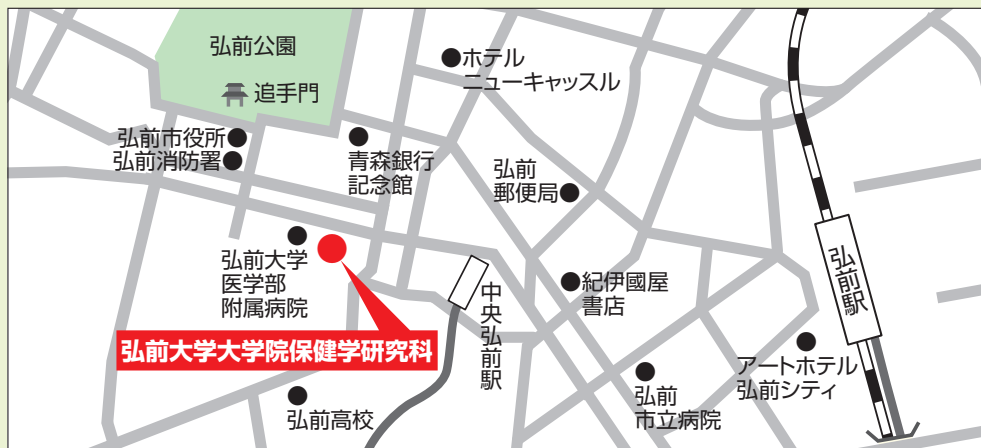 弘前公園
追手門
ホテル
ニューキャッスル
弘前市役所
弘前消防署
青森銀行
記念館
弘前
郵便局
弘前大学
医学部
附属病院
弘前大学大学院保健学研究科
中央弘前駅
紀伊國屋
書店
弘前駅
アートホテル
弘前シティ
弘前
市立病院
弘前高校